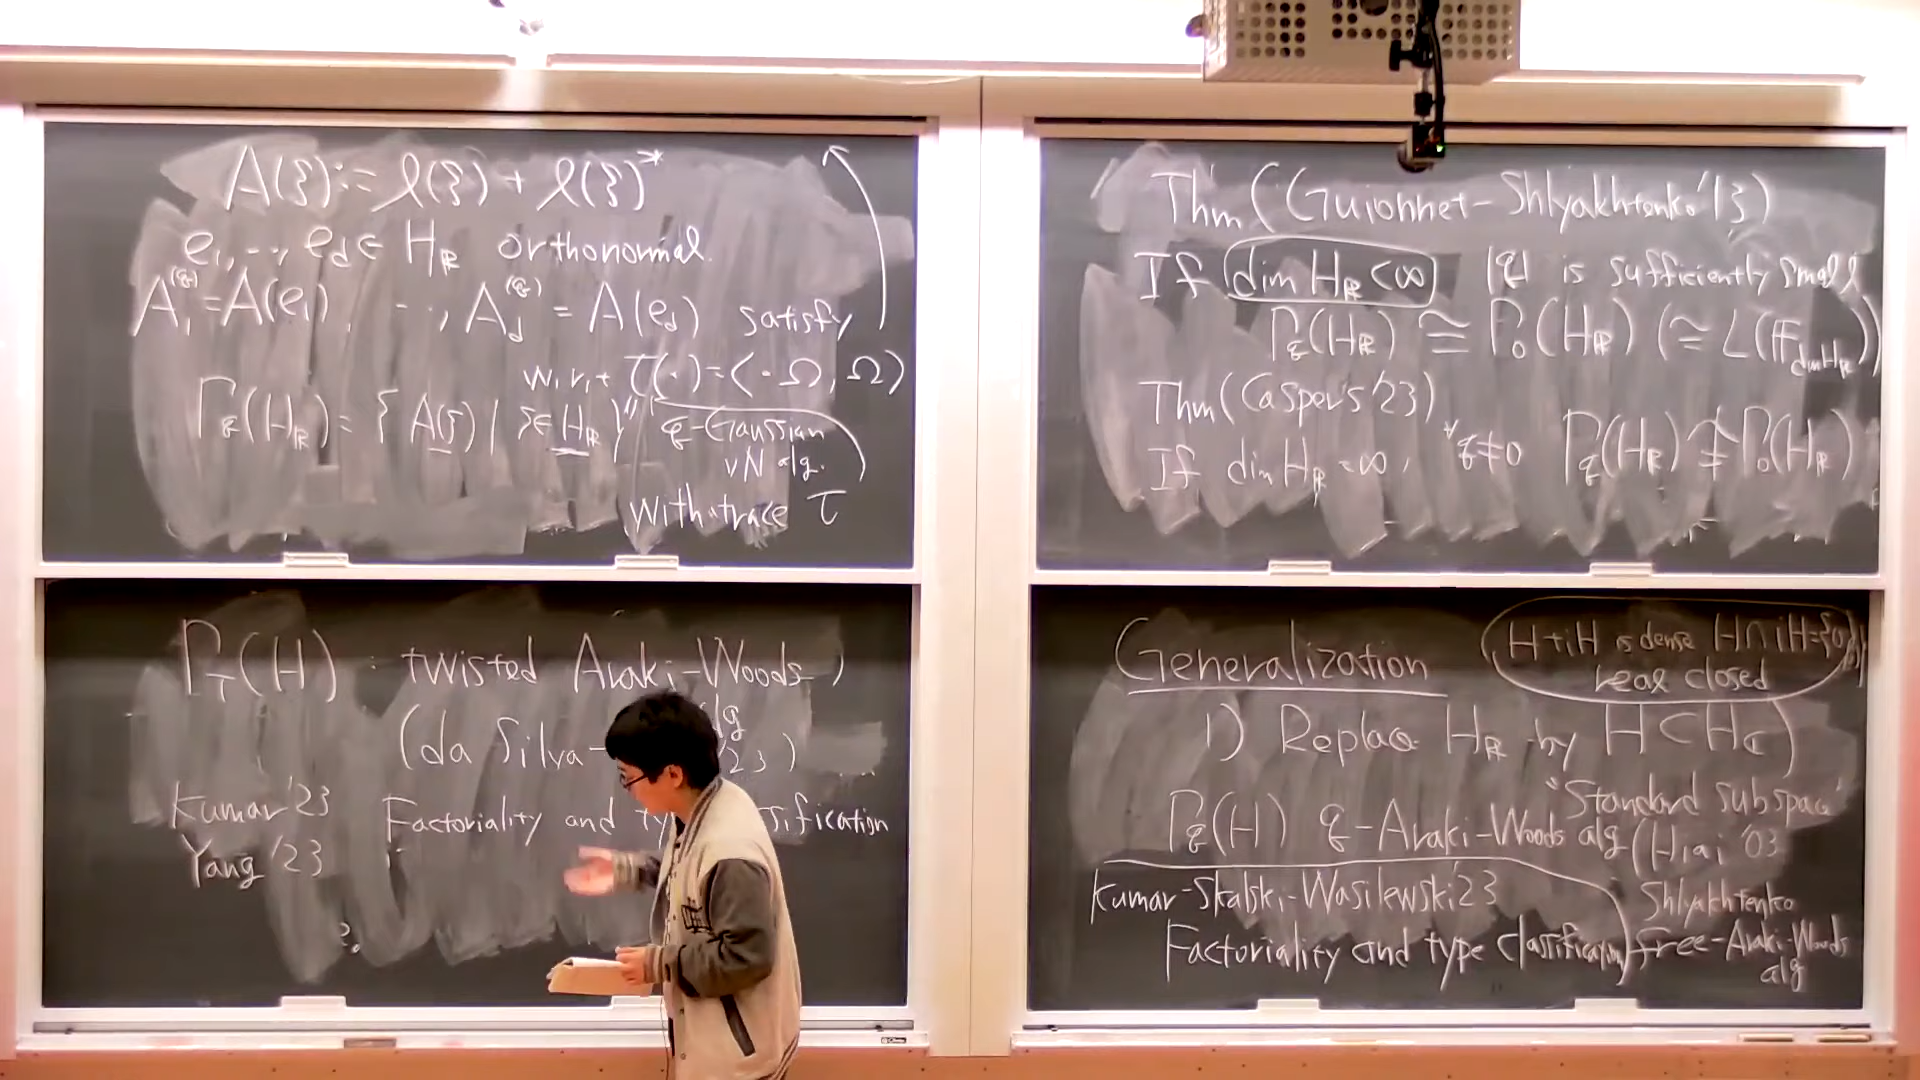 A(ξ) := l(ξ) + l(ξ)*
e₁, ..., e_d ∈ H_ℝ orthonormal.
A₁^(q) = A(e₁), ..., A_d^(q) = A(e_d) satisfy
w.r.t τ(·) = ⟨·Ω, Ω⟩
Γ_q(H_ℝ) = { A(ξ) | ξ ∈ H_ℝ }'' q-Gaussian
vN alg.
with trace τ
Γ_T(H) : twisted Araki-Woods
alg
(da Silva- '23)
Kumar '23 Factoriality and classification
Yang '23
?
Thm (Guionnet-Shlyakhtenko '13)
If dim H_ℝ < ∞ |q| is sufficiently small
Γ_q(H_ℝ) ≅ Γ_0(H_ℝ) (≅ L(𝔽_{dim H_ℝ}))
Thm (Caspers '23)
If dim H_ℝ = ∞, ∀q≠0 Γ_q(H_ℝ) ≇ Γ_0(H_ℝ)
Generalization
H+iH is dense H∩iH={0}
real closed
1) Replace H_ℝ by H ⊂ H_ℂ
"Standard subspace"
Γ_q(H) q-Araki-Woods alg (Hiai '03
Kumar-Skalski-Wasilewski '23
Factoriality and type classification
Shlyakhtenko
free-Araki-Woods
alg